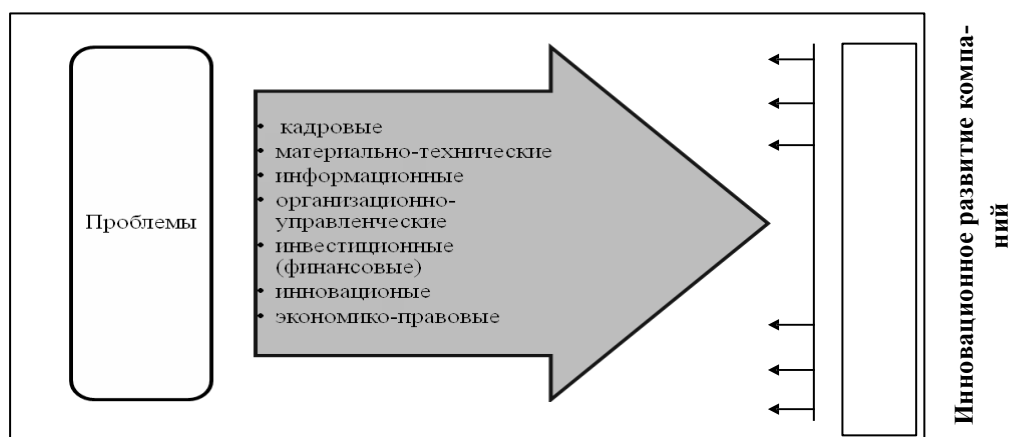 Проблемы
• кадровые
• материально-технические
• информационные
• организационно-
управленческие
• инвестиционные
(финансовые)
• инновационые
• экономико-правовые
Инновационное развитие компа-
ний